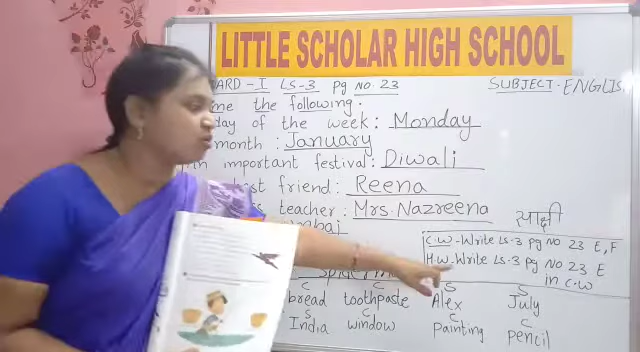 LITTLE SCHOLAR HIGH SCHOOL
ARD-I LS-3 Pg NO 23 SUBJECT-ENGLIS
me the following.
day of the week: Monday
month: January
important festival: Diwali
friend: Reena
teacher: Mrs. Nazreena
C.W-Write LS-3 pg NO 23 E, F
H.W-Write LS-3 pg NO 23 E
in C.W
C C S S
bread toothpaste Alex July
S C C C
India window painting pencil